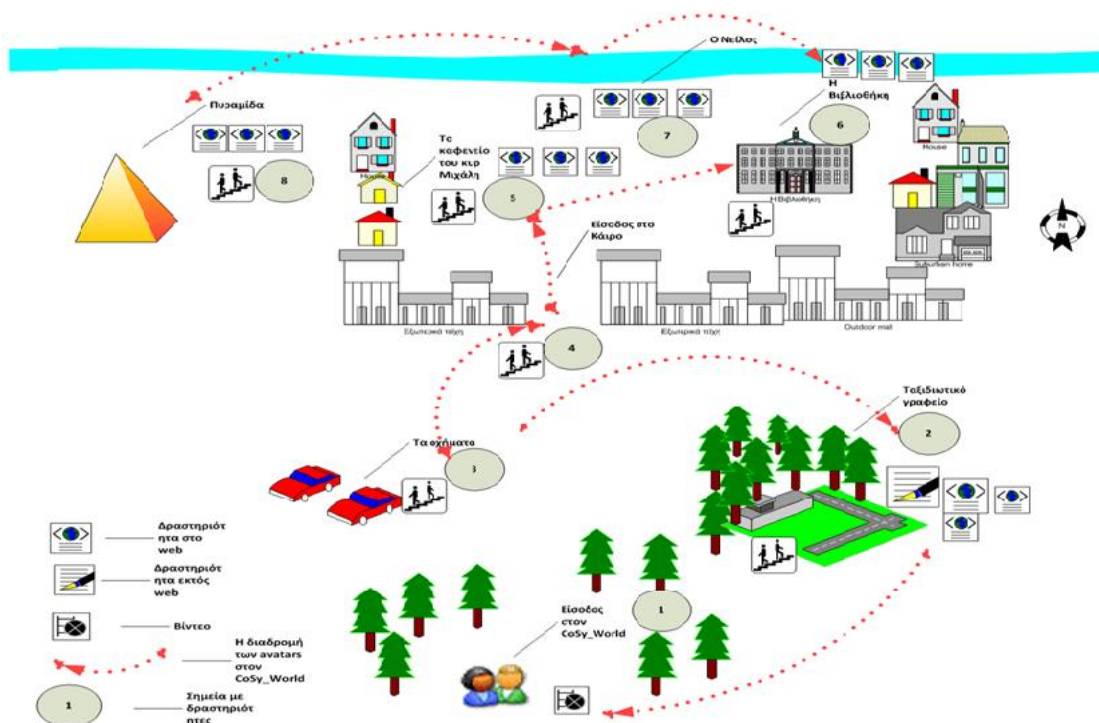 Ο Νείλος
Η
Βιβλιοθήκη
Πυραμίδα
6
House
7
Το
καφενείο
του κυρ
Μιχάλη
House
8
5
Η Βιβλιοθήκη
N
Είσοδος στο
Κάιρο
Suburban home
Εξωτερικά τείχη
Εξωτερικά τείχη
Outdoor mall
4
Ταξιδιωτικό
γραφείο
2
Τα οχήματα
3
Δραστηριότ
ητα στο
web
Δραστηριότ
ητα εκτός
web
1
Είσοδος
στον
CoSy_World
Βίντεο
Η διαδρομή
των avatars
στον
CoSy_World
1
Σημεία με
δραστηριότ
ητες